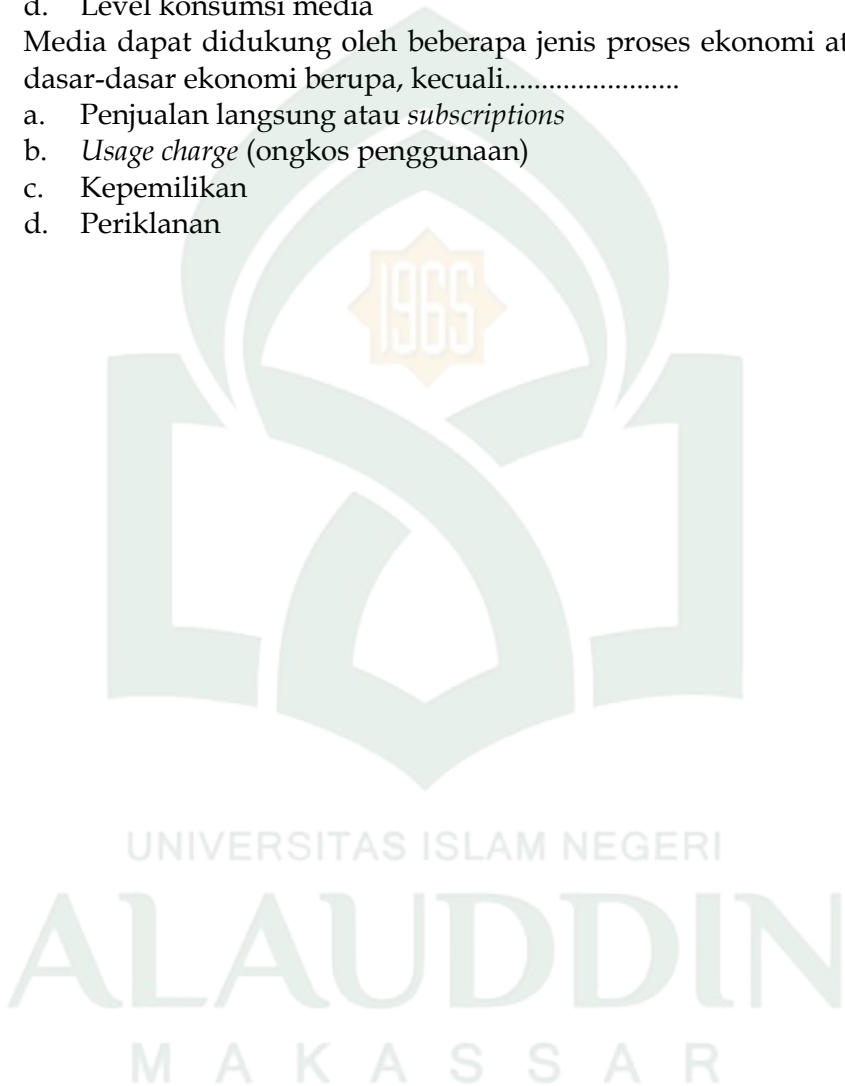 d. Level konsumsi media
Media dapat didukung oleh beberapa jenis proses ekonomi at
dasar-dasar ekonomi berupa, kecuali........................
a. Penjualan langsung atau subscriptions
b. Usage charge (ongkos penggunaan)
c. Kepemilikan
d. Periklanan
1965
UNIVERSITAS ISLAM NEGERI
ALAUDDIN
MAKASSAR